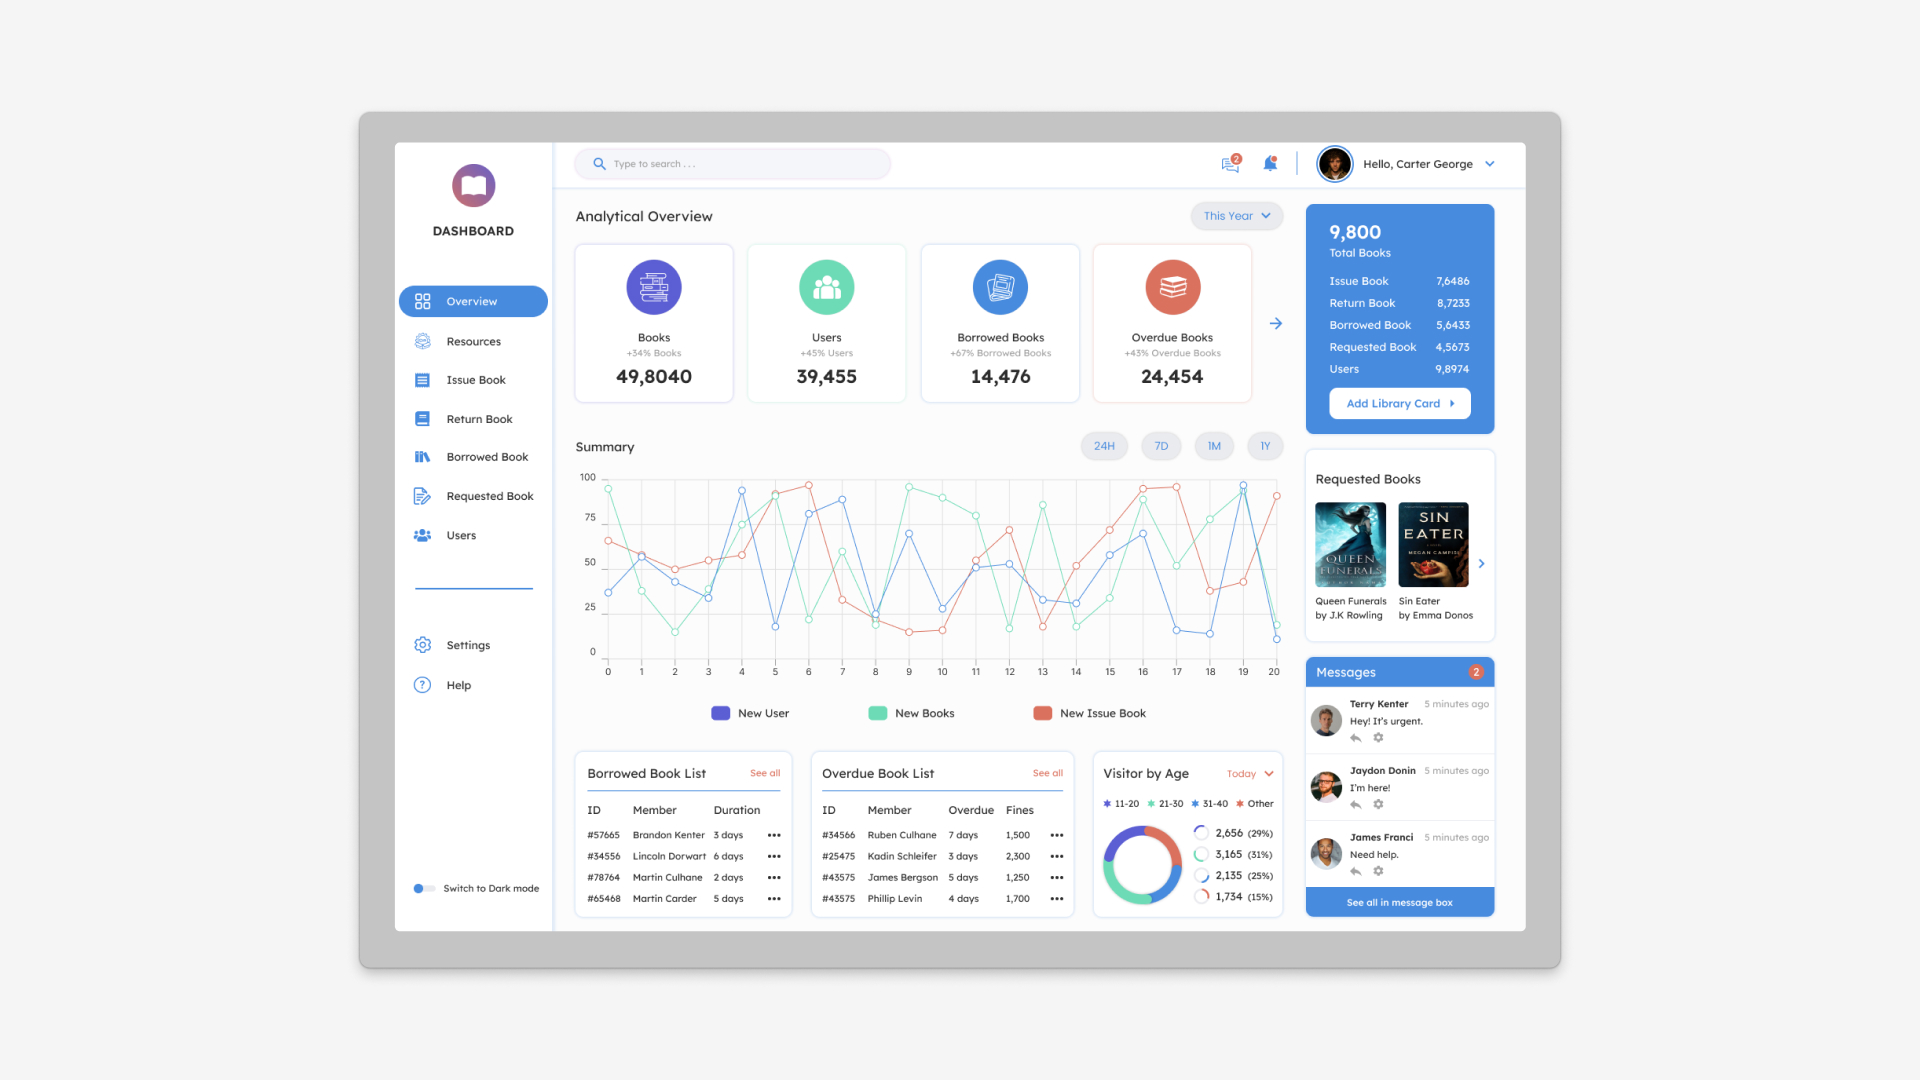 DASHBOARD
Overview
Resources
Issue Book
Return Book
Borrowed Book
Requested Book
Users
Settings
Help
Switch to Dark mode
Type to search . . .
2
Hello, Carter George
Analytical Overview
This Year
Books
+34% Books
49,8040
Users
+45% Users
39,455
Borrowed Books
+67% Borrowed Books
14,476
Overdue Books
+43% Overdue Books
24,454
Summary
24H 7D 1M 1Y
100
75
50
25
0
0 1 2 3 4 5 6 7 8 9 10 11 12 13 14 15 16 17 18 19 20
New User New Books New Issue Book
Borrowed Book List See all
ID Member Duration
#57665 Brandon Kenter 3 days
#34556 Lincoln Dorwart 6 days
#78764 Martin Culhane 2 days
#65468 Martin Carder 5 days
Overdue Book List See all
ID Member Overdue Fines
#34566 Ruben Culhane 7 days 1,500
#25475 Kadin Schleifer 3 days 2,300
#43575 James Bergson 5 days 1,250
#43575 Phillip Levin 4 days 1,700
Visitor by Age Today
11-20 21-30 31-40 Other
2,656 (29%)
3,165 (31%)
2,135 (25%)
1,734 (15%)
9,800
Total Books
Issue Book 7,6486
Return Book 8,7233
Borrowed Book 5,6433
Requested Book 4,5673
Users 9,8974
Add Library Card
Requested Books
QUEEN
FUNERALS
SIN
EATER
MEGAN CAMPISI
Queen Funerals
by J.K Rowling
Sin Eater
by Emma Donos
Messages 2
Terry Kenter 5 minutes ago
Hey! It's urgent.
Jaydon Donin 5 minutes ago
I'm here!
James Franci 5 minutes ago
Need help.
See all in message box